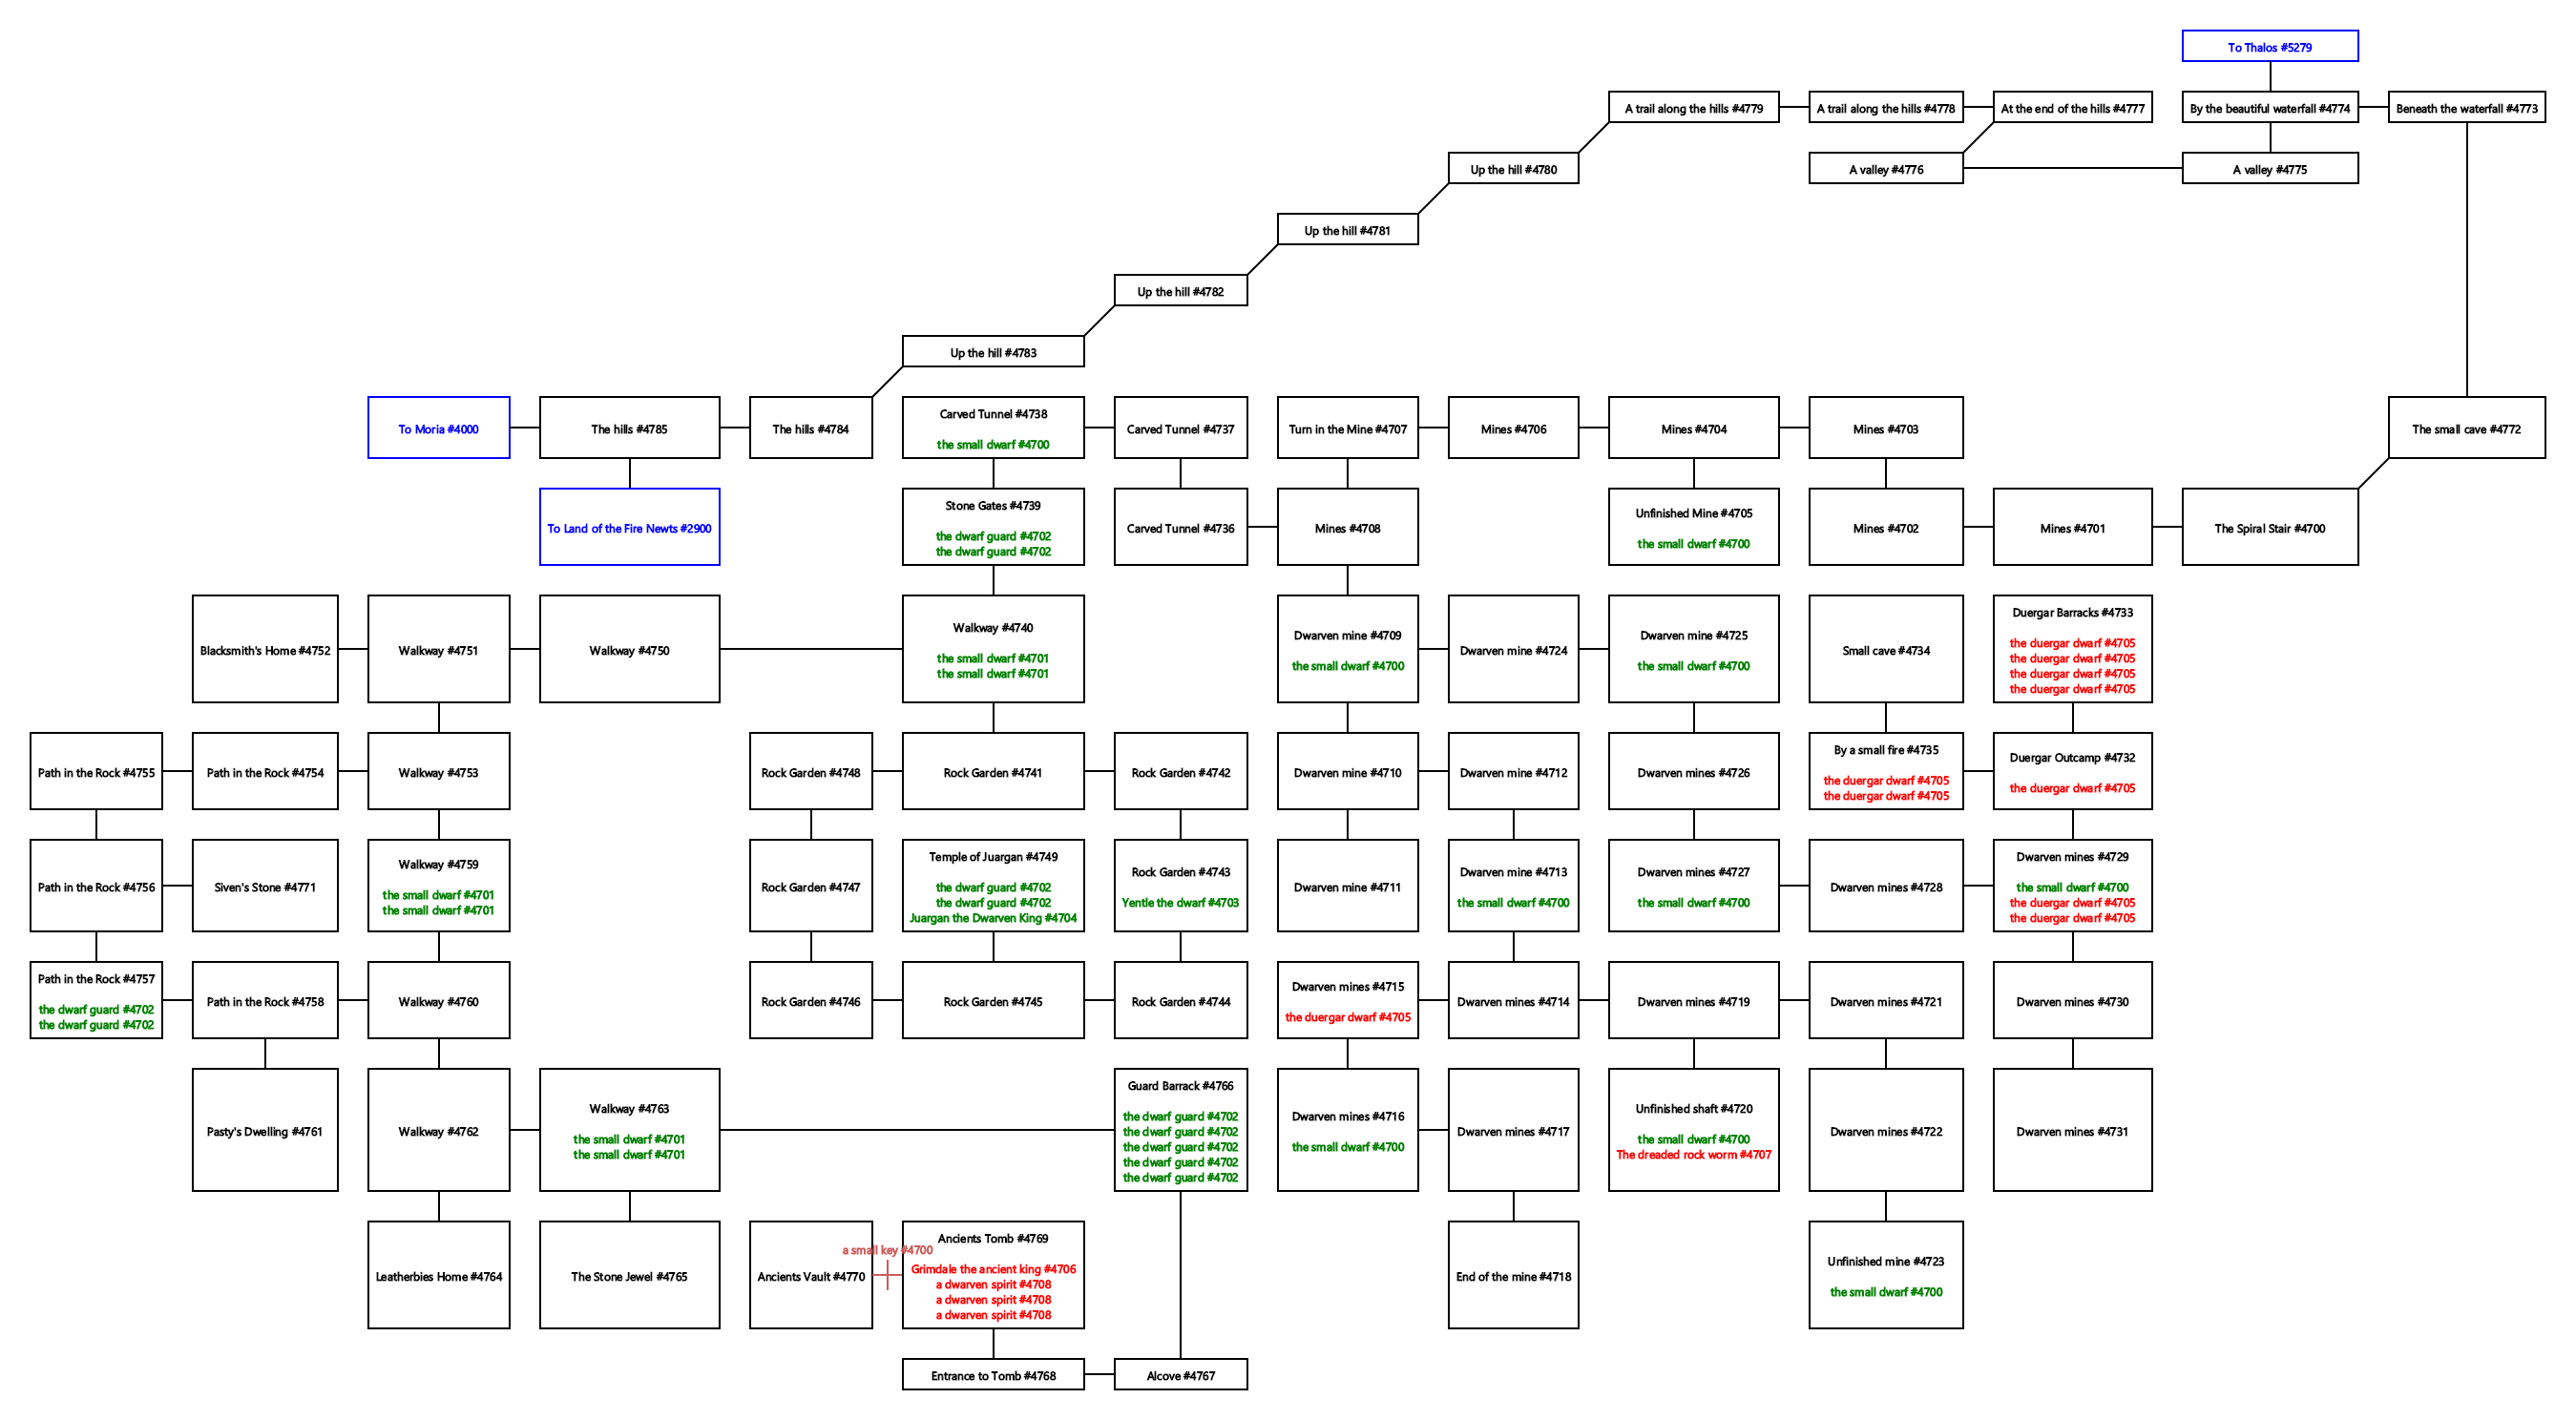 To Thalos #5279
A trail along the hills #4779
A trail along the hills #4778
At the end of the hills #4777
By the beautiful waterfall #4774
Beneath the waterfall #4773
Up the hill #4780
A valley #4776
A valley #4775
Up the hill #4781
Up the hill #4782
Up the hill #4783
To Moria #4000
The hills #4785
The hills #4784
Carved Tunnel #4738
the small dwarf #4700
Carved Tunnel #4737
Turn in the Mine #4707
Mines #4706
Mines #4704
Mines #4703
The small cave #4772
To Land of the Fire Newts #2900
Stone Gates #4739
the dwarf guard #4702
the dwarf guard #4702
Carved Tunnel #4736
Mines #4708
Unfinished Mine #4705
the small dwarf #4700
Mines #4702
Mines #4701
The Spiral Stair #4700
Blacksmith's Home #4752
Walkway #4751
Walkway #4750
Walkway #4740
the small dwarf #4701
the small dwarf #4701
Dwarven mine #4709
the small dwarf #4700
Dwarven mine #4724
Dwarven mine #4725
the small dwarf #4700
Small cave #4734
Duergar Barracks #4733
the duergar dwarf #4705
the duergar dwarf #4705
the duergar dwarf #4705
the duergar dwarf #4705
Path in the Rock #4755
Path in the Rock #4754
Walkway #4753
Rock Garden #4748
Rock Garden #4741
Rock Garden #4742
Dwarven mine #4710
Dwarven mine #4712
Dwarven mines #4726
By a small fire #4735
the duergar dwarf #4705
the duergar dwarf #4705
Duergar Outcamp #4732
the duergar dwarf #4705
Path in the Rock #4756
Siven's Stone #4771
Walkway #4759
the small dwarf #4701
the small dwarf #4701
Rock Garden #4747
Temple of Juargan #4749
the dwarf guard #4702
the dwarf guard #4702
Juargan the Dwarven King #4704
Rock Garden #4743
Yentle the dwarf #4703
Dwarven mine #4711
Dwarven mine #4713
the small dwarf #4700
Dwarven mines #4727
the small dwarf #4700
Dwarven mines #4728
Dwarven mines #4729
the small dwarf #4700
the duergar dwarf #4705
the duergar dwarf #4705
Path in the Rock #4757
the dwarf guard #4702
the dwarf guard #4702
Path in the Rock #4758
Walkway #4760
Rock Garden #4746
Rock Garden #4745
Rock Garden #4744
Dwarven mines #4715
the duergar dwarf #4705
Dwarven mines #4714
Dwarven mines #4719
Dwarven mines #4721
Dwarven mines #4730
Pasty's Dwelling #4761
Walkway #4762
Walkway #4763
the small dwarf #4701
the small dwarf #4701
Guard Barrack #4766
the dwarf guard #4702
the dwarf guard #4702
the dwarf guard #4702
the dwarf guard #4702
the dwarf guard #4702
Dwarven mines #4716
the small dwarf #4700
Dwarven mines #4717
Unfinished shaft #4720
the small dwarf #4700
The dreaded rock worm #4707
Dwarven mines #4722
Dwarven mines #4731
Leatherbies Home #4764
The Stone Jewel #4765
Ancients Vault #4770
a small key #4700
Ancients Tomb #4769
Grimdale the ancient king #4706
a dwarven spirit #4708
a dwarven spirit #4708
a dwarven spirit #4708
End of the mine #4718
Unfinished mine #4723
the small dwarf #4700
Entrance to Tomb #4768
Alcove #4767